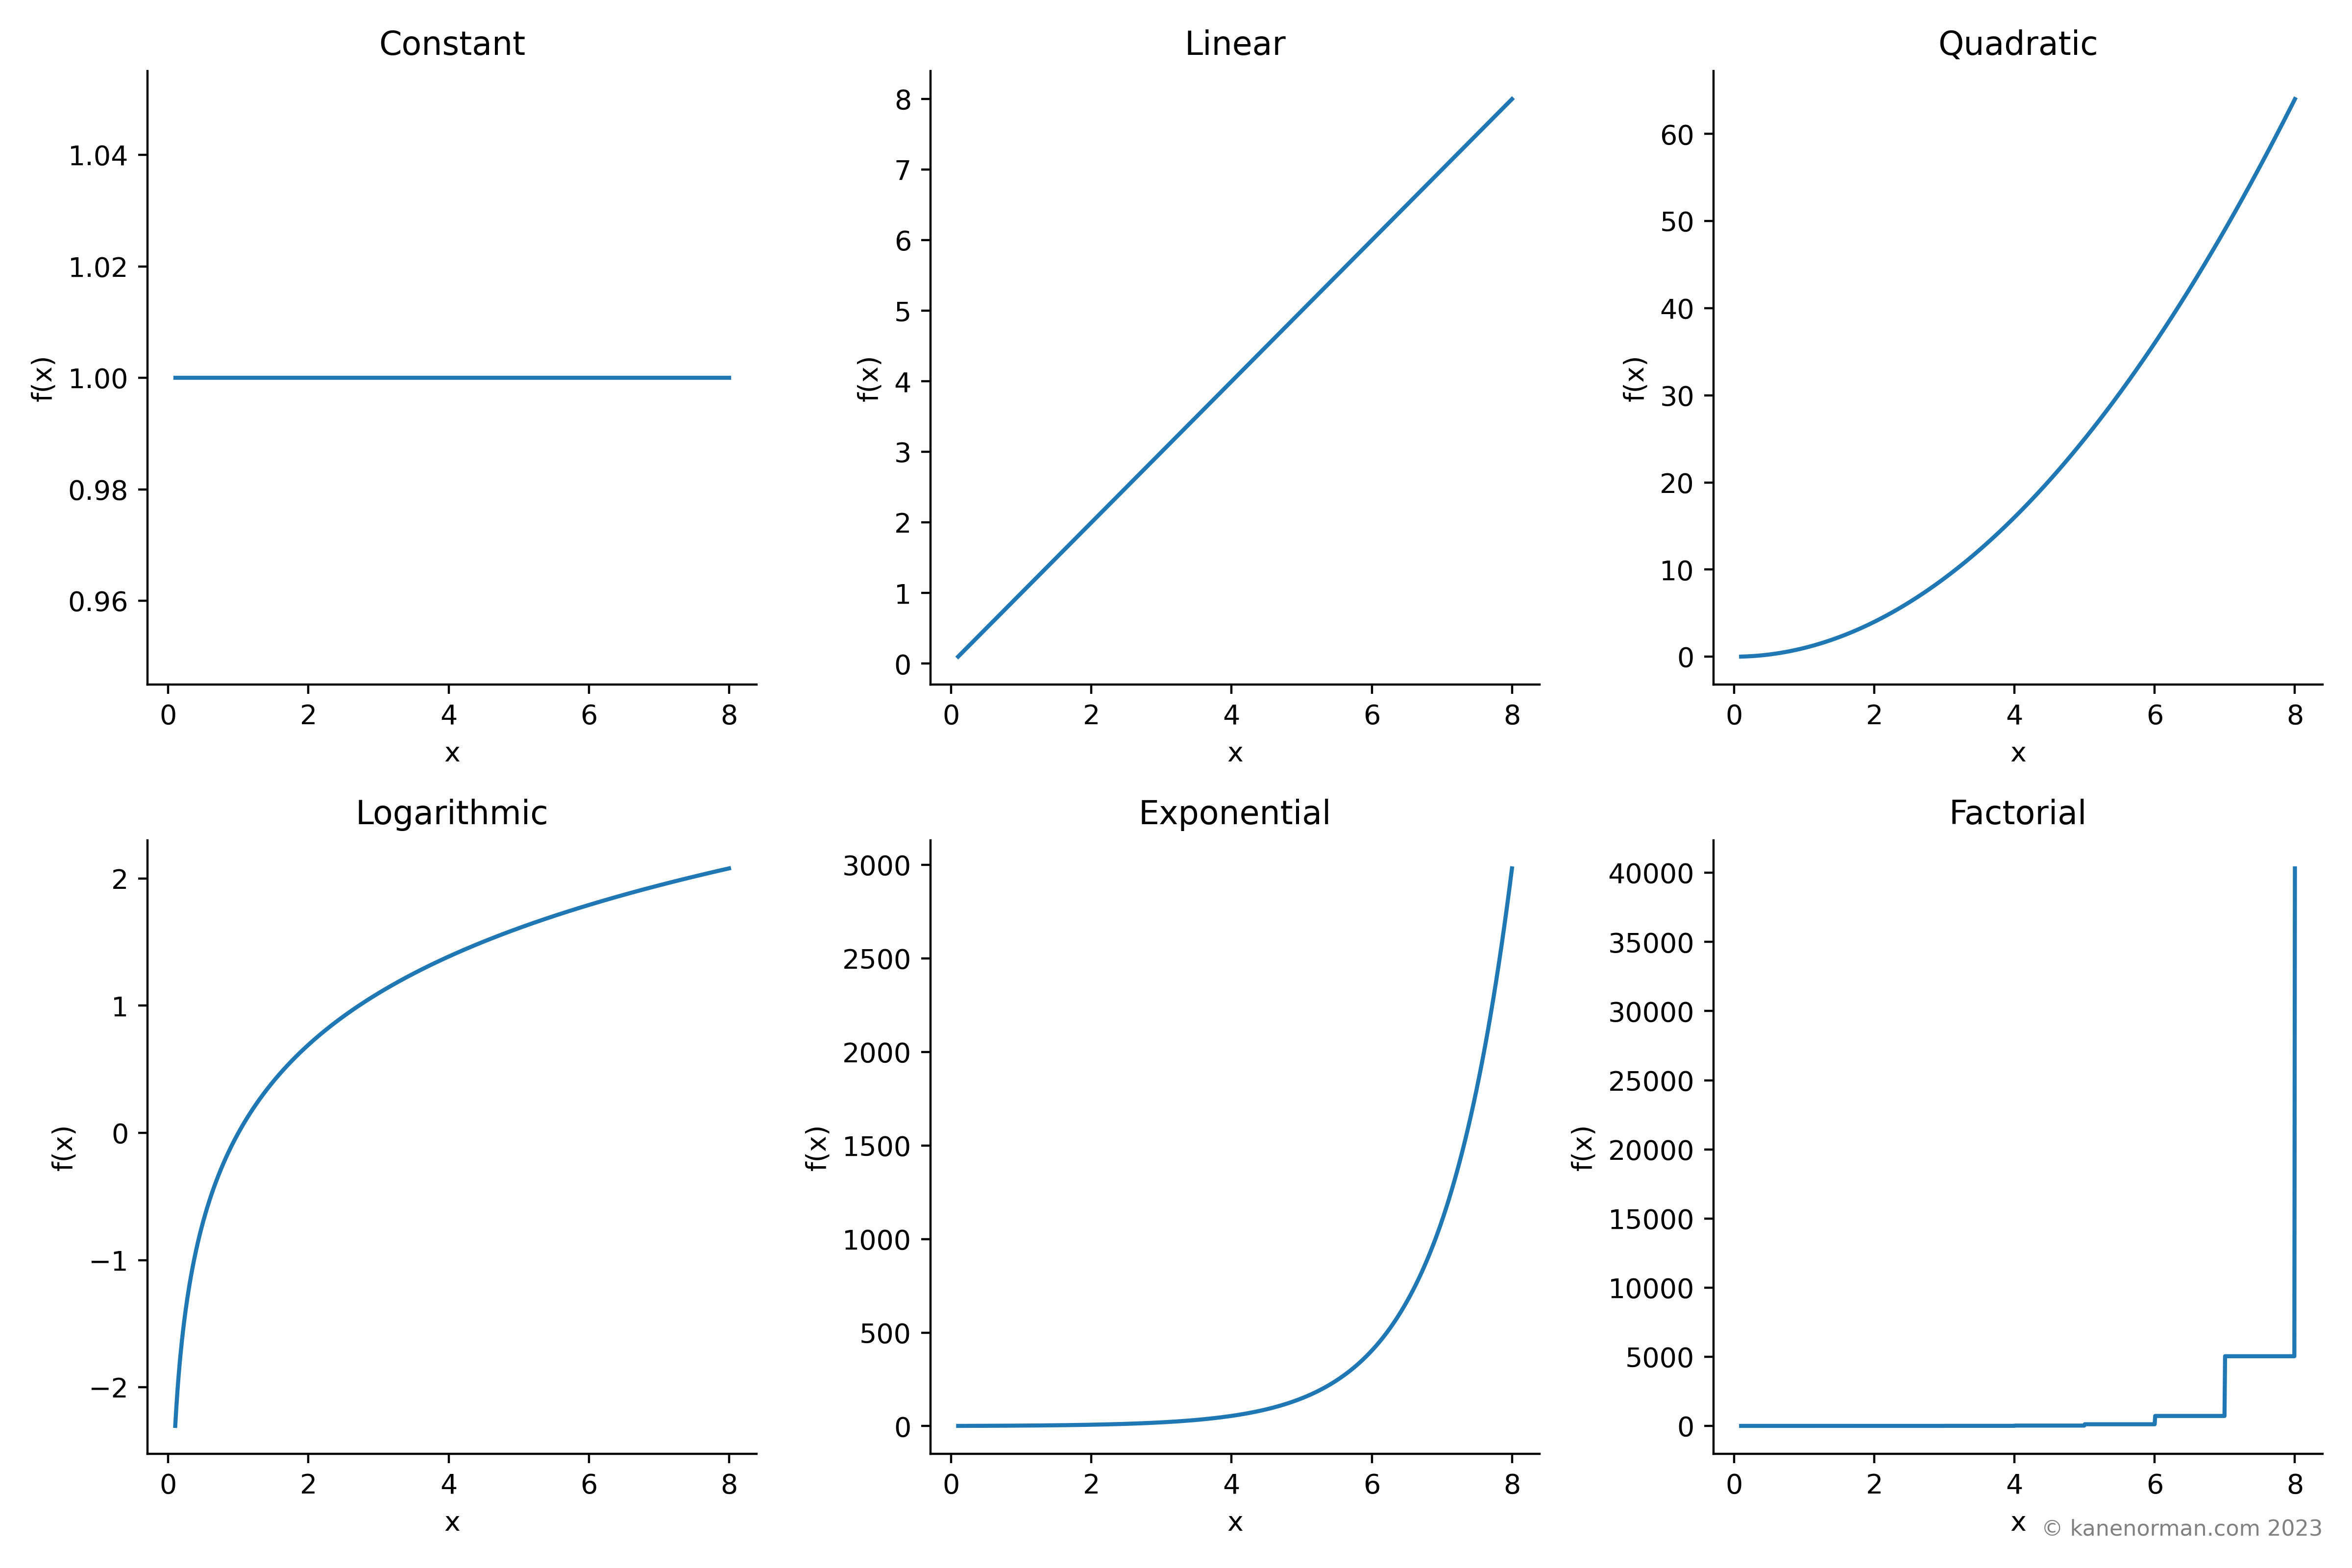 Constant
1.04
1.02
1.00
0.98
0.96
f(x)
0 2 4 6 8
x
Linear
8
7
6
5
4
3
2
1
0
f(x)
0 2 4 6 8
x
Quadratic
60
50
40
30
20
10
0
f(x)
0 2 4 6 8
x
Logarithmic
2
1
0
−1
−2
f(x)
0 2 4 6 8
x
Exponential
3000
2500
2000
1500
1000
500
0
f(x)
0 2 4 6 8
x
Factorial
40000
35000
30000
25000
20000
15000
10000
5000
0
f(x)
0 2 4 6 8
x
© kanenorman.com 2023